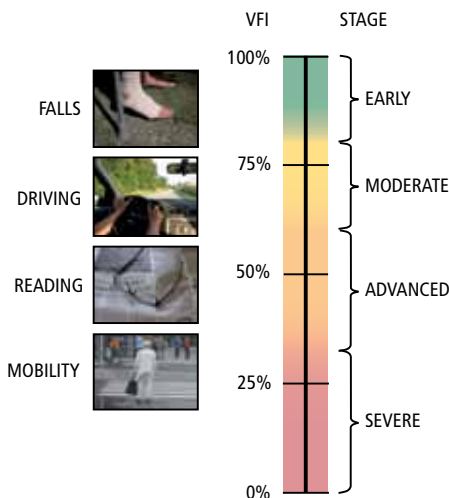 VFI STAGE
100%
EARLY
FALLS
75%
MODERATE
DRIVING
50%
READING
ADVANCED
MOBILITY
25%
SEVERE
0%